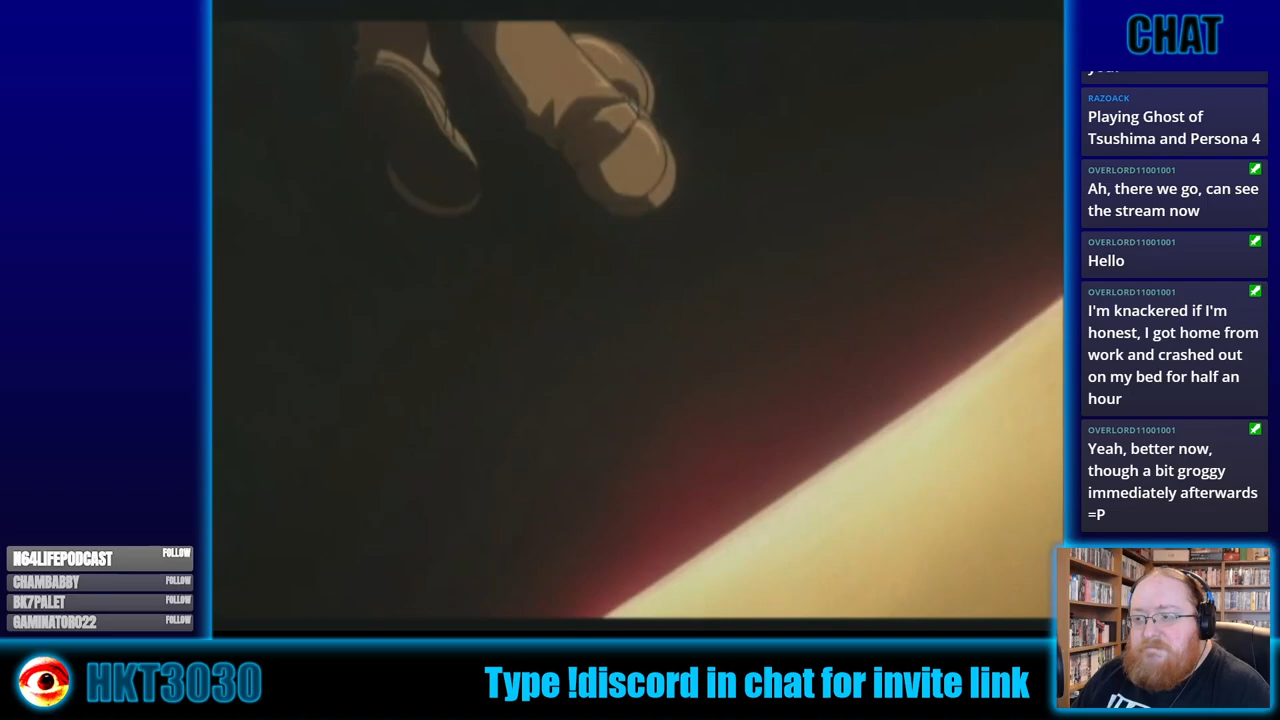 CHAT
RAZOACK
Playing Ghost of
Tsushima and Persona 4
OVERLORD11001001
Ah, there we go, can see
the stream now
OVERLORD11001001
Hello
OVERLORD11001001
I'm knackered if I'm
honest, I got home from
work and crashed out
on my bed for half an
hour
OVERLORD11001001
Yeah, better now,
though a bit groggy
immediately afterwards
=P
N64LIFEPODCAST FOLLOW
CHAMBABBY FOLLOW
BK7PALET FOLLOW
GAMINATORO22 FOLLOW
HKT3030
Type !discord in chat for invite link